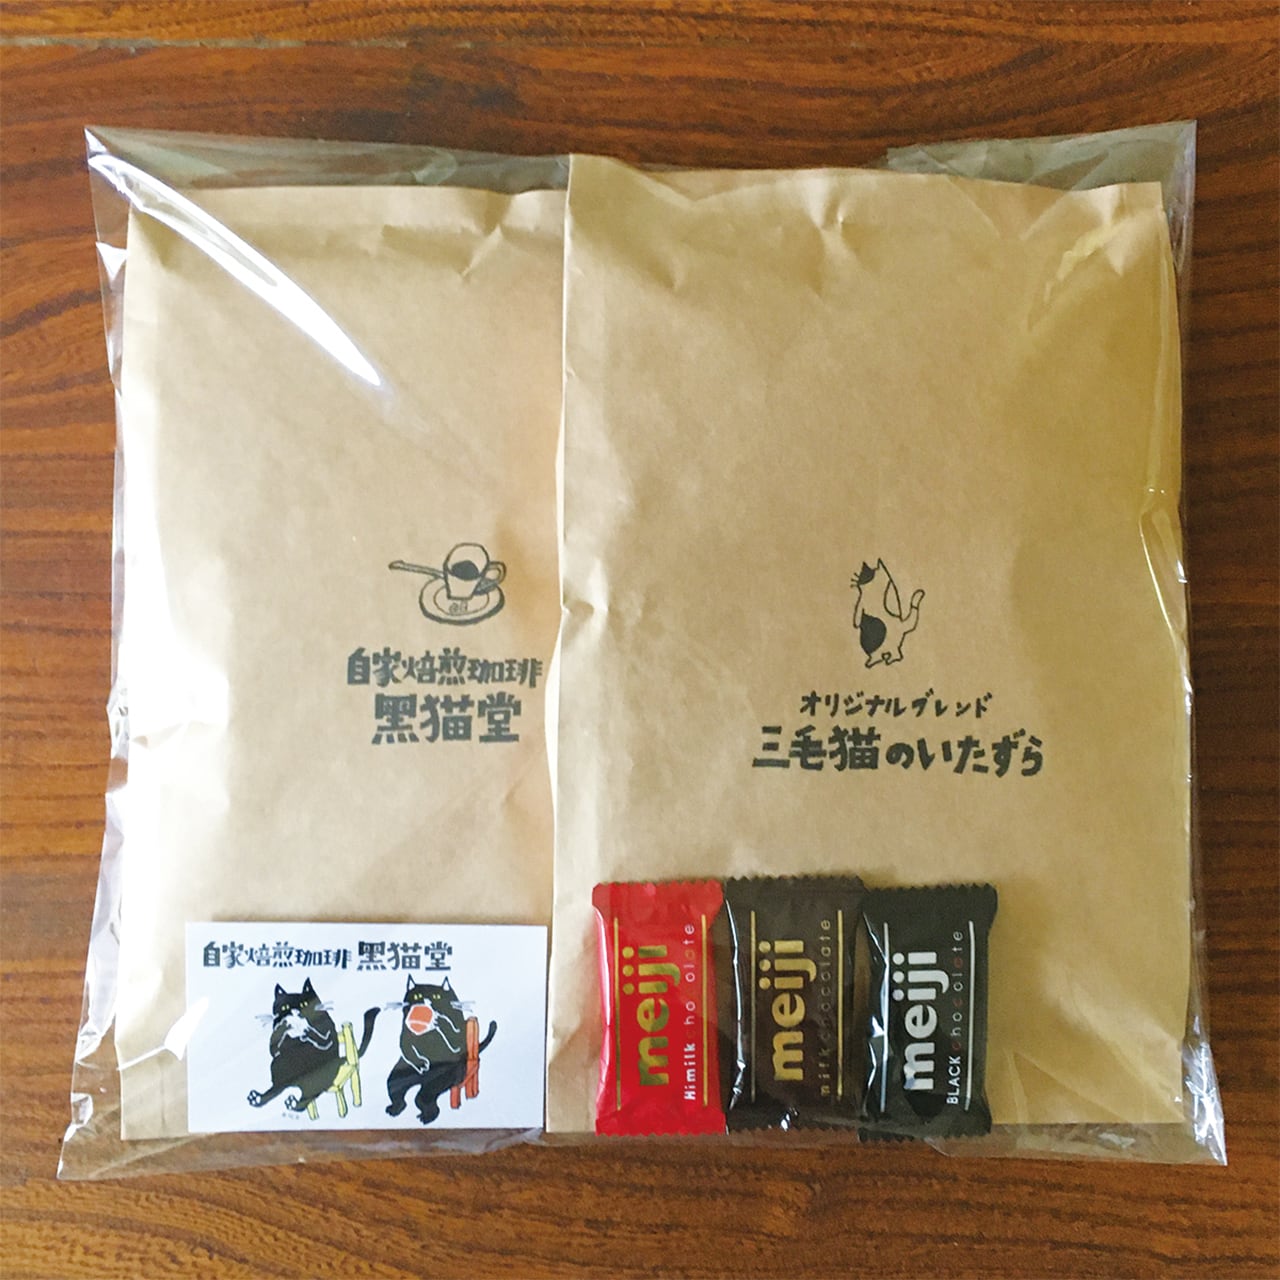 自家焙煎珈琲
黒猫堂
オリジナルブレンド
三毛猫のいたずら
自家焙煎珈琲 黒猫堂
meiji
Himilk chocolate
meiji
milk chocolate
meiji
BLACK chocolate